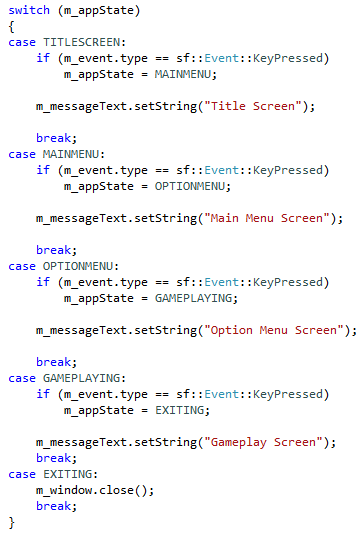 switch (m_appState)
{
case TITLESCREEN:
    if (m_event.type == sf::Event::KeyPressed)
        m_appState = MAINMENU;

    m_messageText.setString("Title Screen");

    break;
case MAINMENU:
    if (m_event.type == sf::Event::KeyPressed)
        m_appState = OPTIONMENU;

    m_messageText.setString("Main Menu Screen");

    break;
case OPTIONMENU:
    if (m_event.type == sf::Event::KeyPressed)
        m_appState = GAMEPLAYING;

    m_messageText.setString("Option Menu Screen");

    break;
case GAMEPLAYING:
    if (m_event.type == sf::Event::KeyPressed)
        m_appState = EXITING;

    m_messageText.setString("Gameplay Screen");
    break;
case EXITING:
    m_window.close();
    break;
}